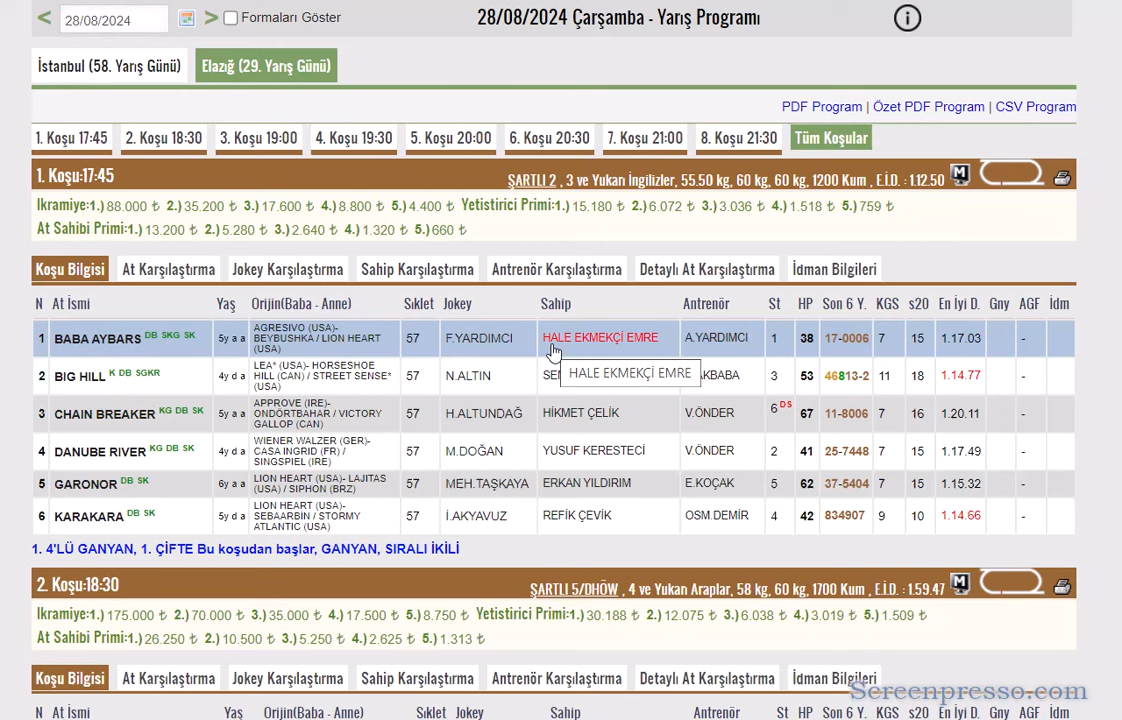 < 28/08/2024 > Formaları Göster 28/08/2024 Çarşamba - Yarış Programı i
İstanbul (58. Yarış Günü) Elazığ (29. Yarış Günü)
PDF Program | Özet PDF Program | CSV Program
1. Koşu 17:45 2. Koşu 18:30 3. Koşu 19:00 4. Koşu 19:30 5. Koşu 20:00 6. Koşu 20:30 7. Koşu 21:00 8. Koşu 21:30 Tüm Koşular
1. Koşu:17:45 ŞARTLI 2 , 3 ve Yukarı İngilizler, 55.50 kg, 60 kg, 60 kg, 1200 Kum , E.İ.D. : 1.12.50 M
Ikramiye:1.) 88.000 ₺ 2.) 35.200 ₺ 3.) 17.600 ₺ 4.) 8.800 ₺ 5.) 4.400 ₺ Yetistirici Primi:1.) 15.180 ₺ 2.) 6.072 ₺ 3.) 3.036 ₺ 4.) 1.518 ₺ 5.) 759 ₺
At Sahibi Primi:1.) 13.200 ₺ 2.) 5.280 ₺ 3.) 2.640 ₺ 4.) 1.320 ₺ 5.) 660 ₺
Koşu Bilgisi At Karşılaştırma Jokey Karşılaştırma Sahip Karşılaştırma Antrenör Karşılaştırma Detaylı At Karşılaştırma İdman Bilgileri
N At İsmi Yaş Orijin(Baba - Anne) Sıklet Jokey Sahip Antrenör St HP Son 6 Y. KGS s20 En İyi D. Gny AGF İdm
1 BABA AYBARS DB SKG SK 5y a a AGRESIVO (USA)- BEYBUSHKA / LION HEART (USA) 57 F.YARDIMCI HALE EKMEKÇİ EMRE A.YARDIMCI 1 38 17-0006 7 15 1.17.03 -
HALE EKMEKÇİ EMRE
2 BIG HILL K DB SGKR 4y d a LEA* (USA)- HORSESHOE HILL (CAN) / STREET SENSE* (USA) 57 N.ALTIN 3 53 46813-2 11 18 1.14.77 -
3 CHAIN BREAKER KG DB SK 5y a a APPROVE (IRE)- ONDÖRTBAHAR / VICTORY GALLOP (CAN) 57 H.ALTUNDAĞ HİKMET ÇELİK V.ÖNDER 6 DS 67 11-8006 7 16 1.20.11 -
4 DANUBE RIVER KG DB SK 4y d a WIENER WALZER (GER)- CASA INGRID (FR) / SINGSPIEL (IRE) 57 M.DOĞAN YUSUF KERESTECİ V.ÖNDER 2 41 25-7448 7 15 1.17.49 -
5 GARONOR DB SK 6y a a LION HEART (USA)- LAJITAS (USA) / SIPHON (BRZ) 57 MEH.TAŞKAYA ERKAN YILDIRIM E.KOÇAK 5 62 37-5404 7 15 1.15.32 -
6 KARAKARA DB SK 5y d a LION HEART (USA)- SEBAARBİN / STORMY ATLANTIC (USA) 57 İ.AKYAVUZ REFİK ÇEVİK OSM.DEMİR 4 42 834907 9 10 1.14.66 -
1. 4'LÜ GANYAN, 1. ÇİFTE Bu koşudan başlar, GANYAN, SIRALI İKİLİ
2. Koşu:18:30 ŞARTLI 5/DHÖW , 4 ve Yukarı Araplar, 58 kg, 60 kg, 1700 Kum , E.İ.D. : 1.59.47 M
Ikramiye:1.) 175.000 ₺ 2.) 70.000 ₺ 3.) 35.000 ₺ 4.) 17.500 ₺ 5.) 8.750 ₺ Yetistirici Primi:1.) 30.188 ₺ 2.) 12.075 ₺ 3.) 6.038 ₺ 4.) 3.019 ₺ 5.) 1.509 ₺
At Sahibi Primi:1.) 26.250 ₺ 2.) 10.500 ₺ 3.) 5.250 ₺ 4.) 2.625 ₺ 5.) 1.313 ₺
Koşu Bilgisi At Karşılaştırma Jokey Karşılaştırma Sahip Karşılaştırma Antrenör Karşılaştırma Detaylı At Karşılaştırma İdman Bilgileri
Screenpresso.com
N At İsmi Yaş Orijin(Baba - Anne) Sıklet Jokey Sahip Antrenör St HP Son 6 Y. KGS s20 En İyi D. Gny AGF İdm